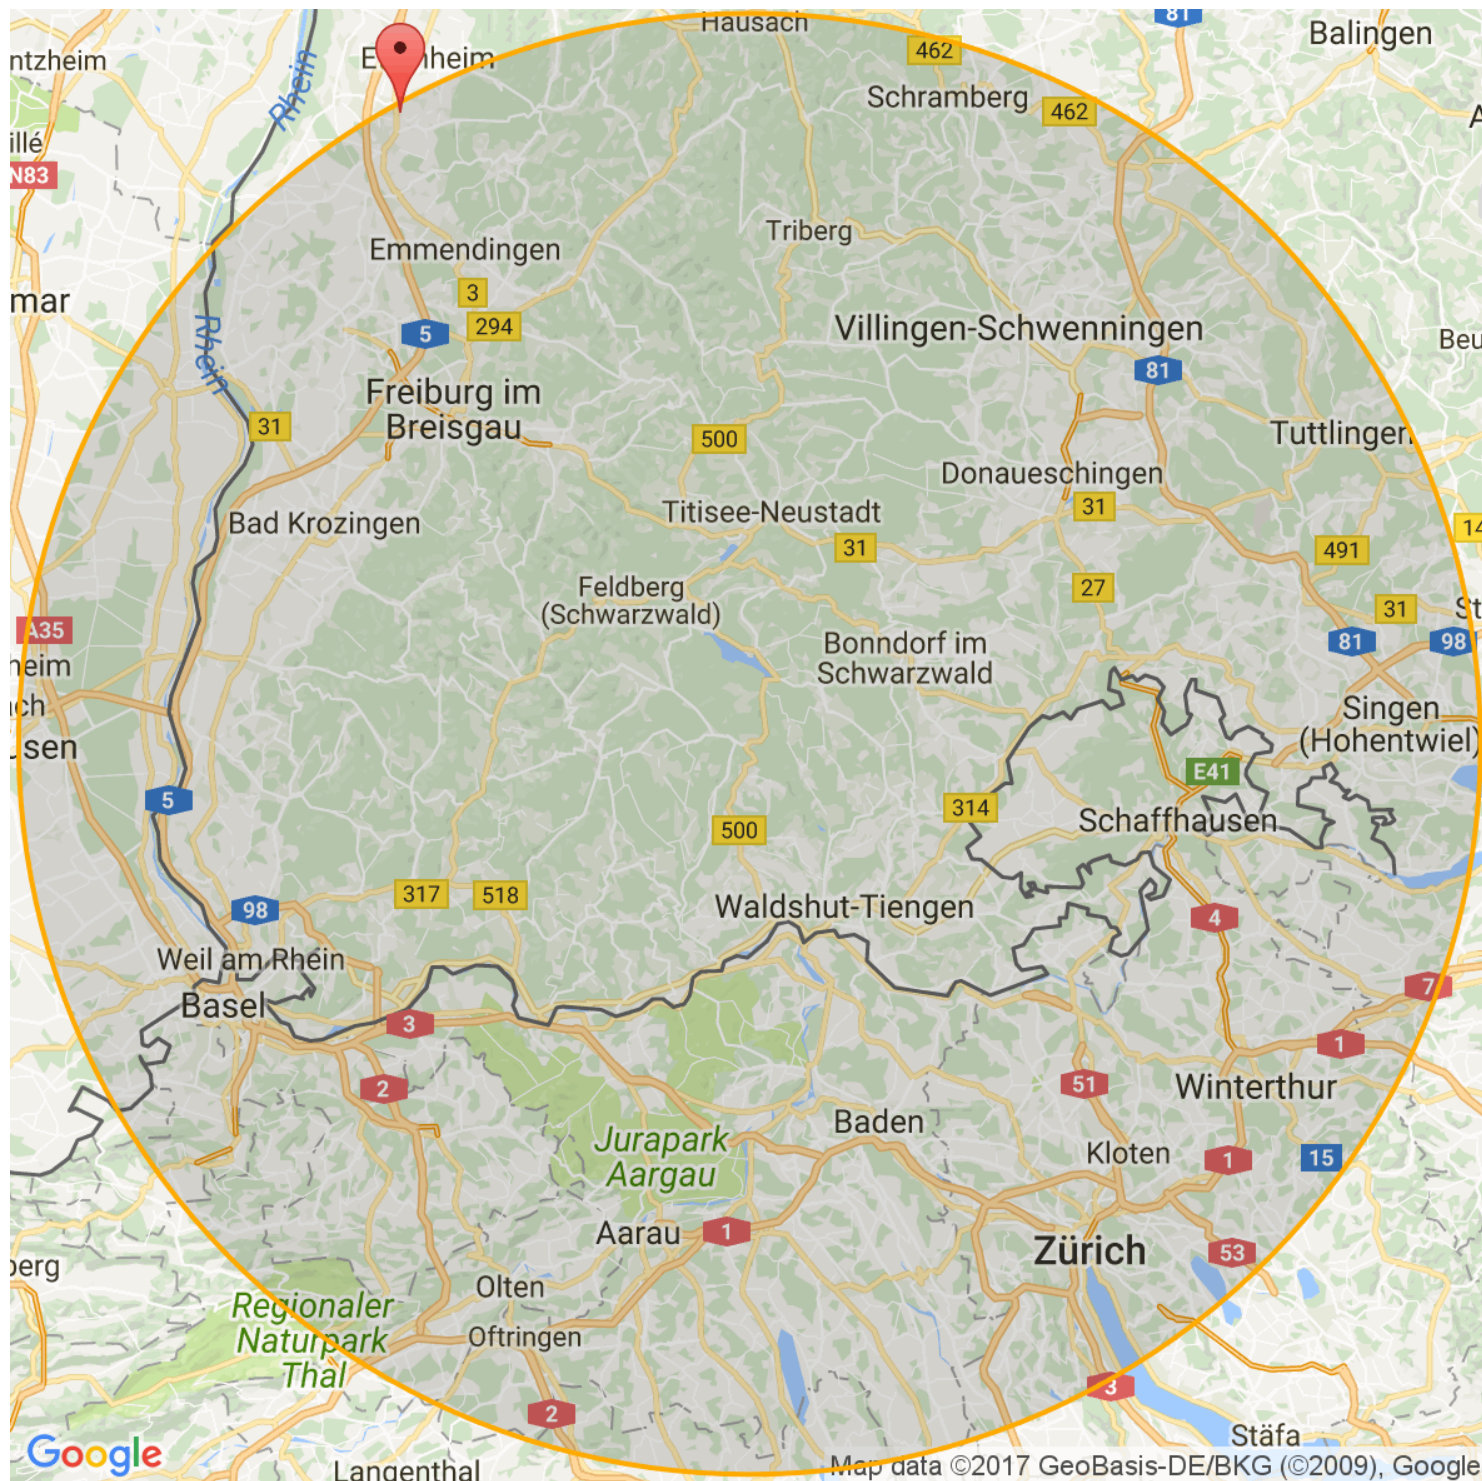 Hausach
81
Balingen
462
ntzheim
Rhein
Schramberg
462
illé
N83
Triberg
Emmendingen
3
294
5
mar
Rhein
Villingen-Schwenningen
Beu
81
Freiburg im
Breisgau
31
500
Tuttlingen
Donaueschingen
31
Titisee-Neustadt
Bad Krozingen
31
491
14
Feldberg
(Schwarzwald)
27
31
St
A35
Bonndorf im
Schwarzwald
81
98
heim
ch
Singen
(Hohentwiel)
sen
E41
5
314
Schaffhausen
500
317
518
98
Waldshut-Tiengen
4
Weil am Rhein
Basel
7
3
1
2
51
Winterthur
Baden
Jurapark
Aargau
Kloten
1
15
Aarau
1
Zürich
53
berg
Olten
Regionaler
Naturpark
Thal
Oftringen
3
2
Stäfa
Google
Langenthal
Map data ©2017 GeoBasis-DE/BKG (©2009), Google